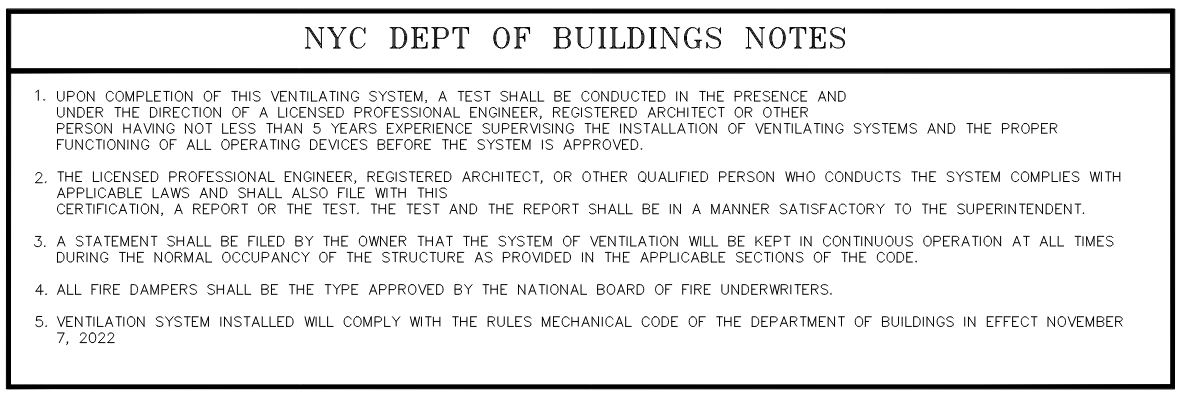 NYC DEPT OF BUILDINGS NOTES
1. UPON COMPLETION OF THIS VENTILATING SYSTEM, A TEST SHALL BE CONDUCTED IN THE PRESENCE AND
UNDER THE DIRECTION OF A LICENSED PROFESSIONAL ENGINEER, REGISTERED ARCHITECT OR OTHER
PERSON HAVING NOT LESS THAN 5 YEARS EXPERIENCE SUPERVISING THE INSTALLATION OF VENTILATING SYSTEMS AND THE PROPER
FUNCTIONING OF ALL OPERATING DEVICES BEFORE THE SYSTEM IS APPROVED.
2. THE LICENSED PROFESSIONAL ENGINEER, REGISTERED ARCHITECT, OR OTHER QUALIFIED PERSON WHO CONDUCTS THE SYSTEM COMPLIES WITH
APPLICABLE LAWS AND SHALL ALSO FILE WITH THIS
CERTIFICATION, A REPORT OR THE TEST. THE TEST AND THE REPORT SHALL BE IN A MANNER SATISFACTORY TO THE SUPERINTENDENT.
3. A STATEMENT SHALL BE FILED BY THE OWNER THAT THE SYSTEM OF VENTILATION WILL BE KEPT IN CONTINUOUS OPERATION AT ALL TIMES
DURING THE NORMAL OCCUPANCY OF THE STRUCTURE AS PROVIDED IN THE APPLICABLE SECTIONS OF THE CODE.
4. ALL FIRE DAMPERS SHALL BE THE TYPE APPROVED BY THE NATIONAL BOARD OF FIRE UNDERWRITERS.
5. VENTILATION SYSTEM INSTALLED WILL COMPLY WITH THE RULES MECHANICAL CODE OF THE DEPARTMENT OF BUILDINGS IN EFFECT NOVEMBER
7, 2022